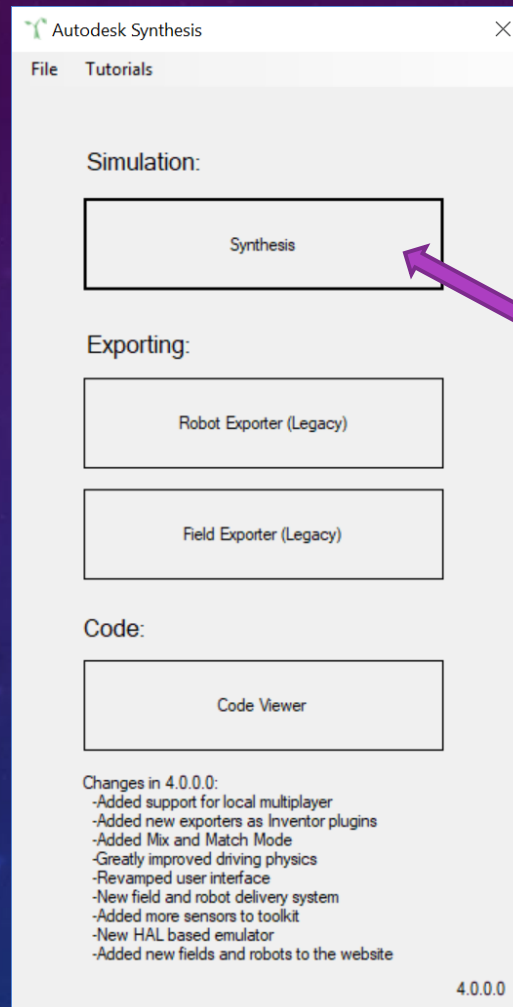 Autodesk Synthesis
File Tutorials
Simulation:
Synthesis
Exporting:
Robot Exporter (Legacy)
Field Exporter (Legacy)
Code:
Code Viewer
Changes in 4.0.0.0:
-Added support for local multiplayer
-Added new exporters as Inventor plugins
-Added Mix and Match Mode
-Greatly improved driving physics
-Revamped user interface
-New field and robot delivery system
-Added more sensors to toolkit
-New HAL based emulator
-Added new fields and robots to the website
4.0.0.0